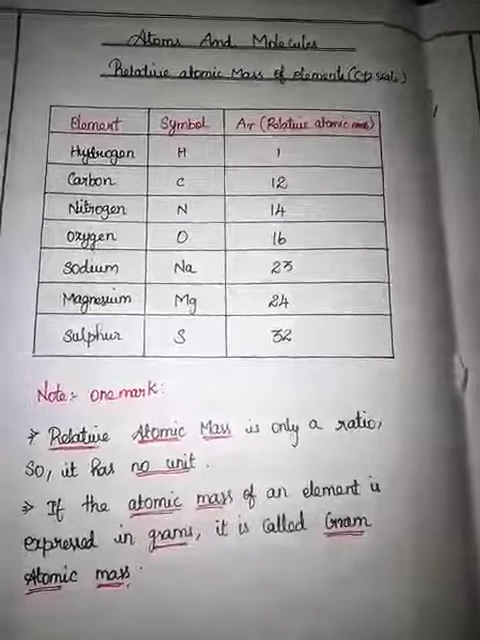 Atoms And Molecules
Relative atomic Mass of elements (C-12 scale)
Element Symbol Ar (Relative atomic mass)
Hydrogen H 1
Carbon C 12
Nitrogen N 14
Oxygen O 16
Sodium Na 23
Magnesium Mg 24
Sulphur S 32
Note:- one mark:
→ Relative Atomic Mass is only a ratio,
So, it has no unit.
→ If the atomic mass of an element is
expressed in grams, it is called Gram
Atomic mass.